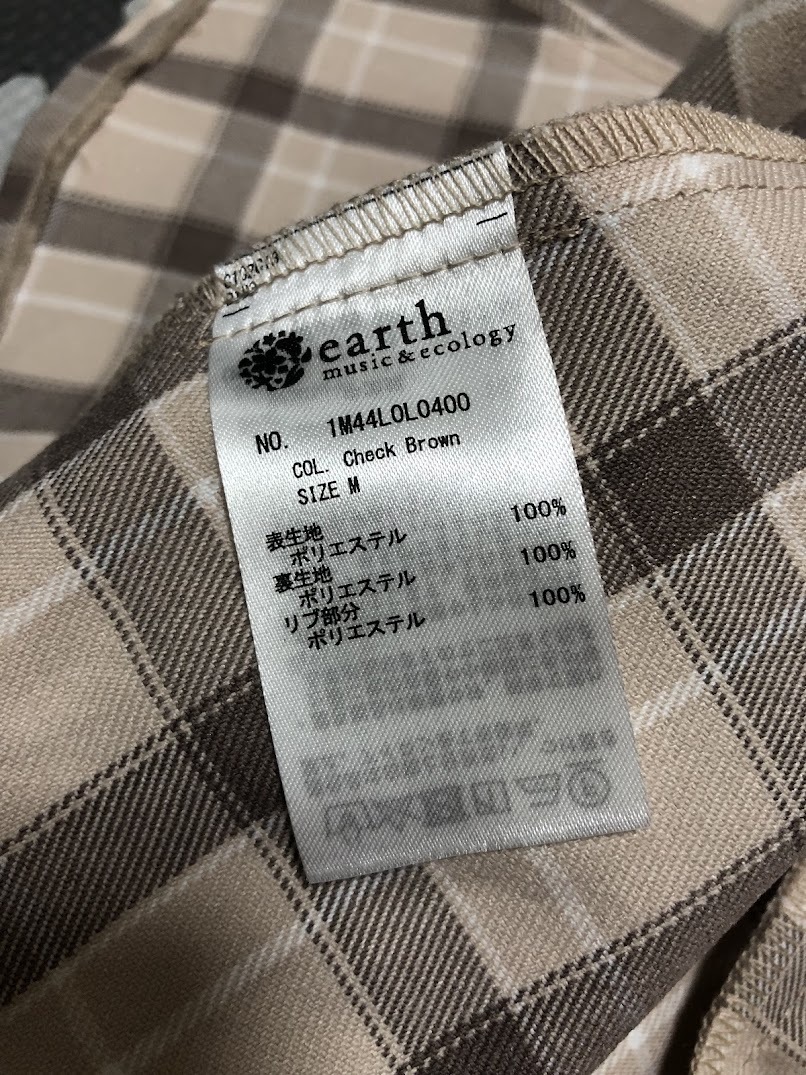 earth
music&ecology
NO. 1M44L0L0400
COL. Check Brown
SIZE M
表生地
ポリエステル 100%
裏生地
ポリエステル 100%
リブ部分
ポリエステル 100%